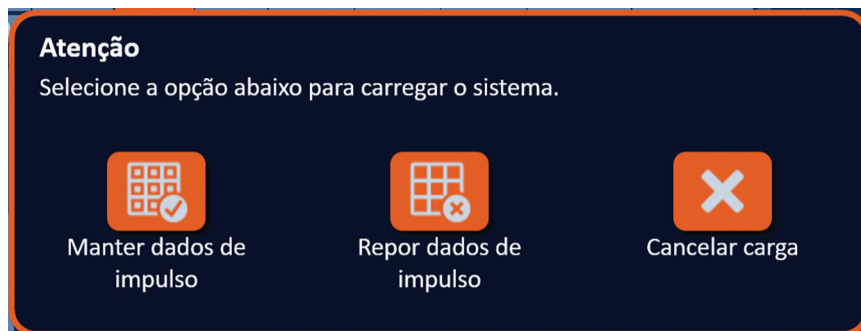 Atenção
Selecione a opção abaixo para carregar o sistema.
Manter dados de
impulso
Repor dados de
impulso
Cancelar carga